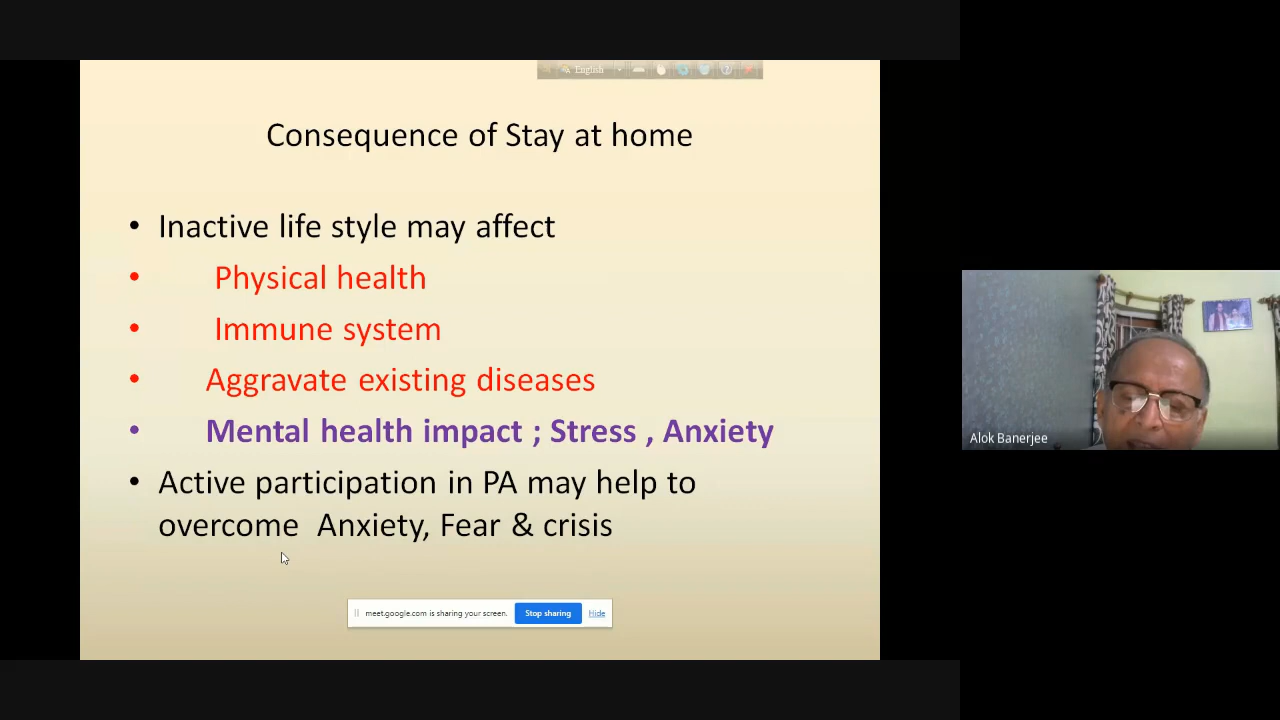 English
Consequence of Stay at home
• Inactive life style may affect
• Physical health
• Immune system
• Aggravate existing diseases
• Mental health impact ; Stress , Anxiety
• Active participation in PA may help to
overcome Anxiety, Fear & crisis
meet.google.com is sharing your screen. Stop sharing Hide
Alok Banerjee